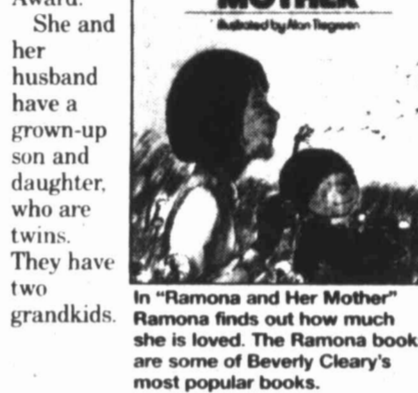 Award.
She and
her
husband
have a
grown-up
son and
daughter,
who are
twins.
They have
two
grandkids.
MOTHER
illustrated by Alan Tiegreen
In "Ramona and Her Mother"
Ramona finds out how much
she is loved. The Ramona book
are some of Beverly Cleary's
most popular books.